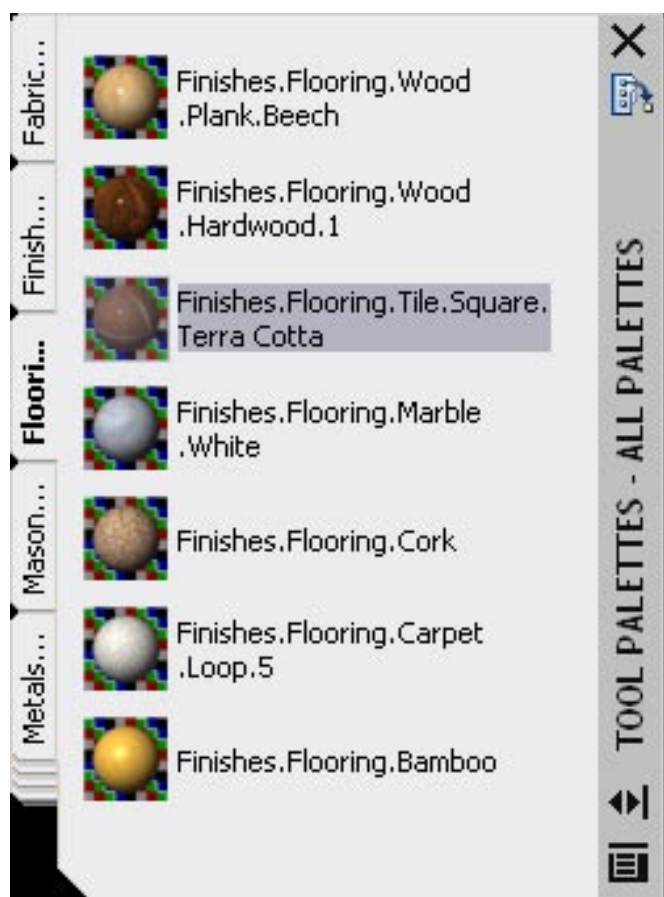 Fabric...
Finish...
Floori...
Mason...
Metals...
Finishes.Flooring.Wood
.Plank.Beech
Finishes.Flooring.Wood
.Hardwood.1
Finishes.Flooring.Tile.Square.
Terra Cotta
Finishes.Flooring.Marble
.White
Finishes.Flooring.Cork
Finishes.Flooring.Carpet
.Loop.5
Finishes.Flooring.Bamboo
TOOL PALETTES - ALL PALETTES